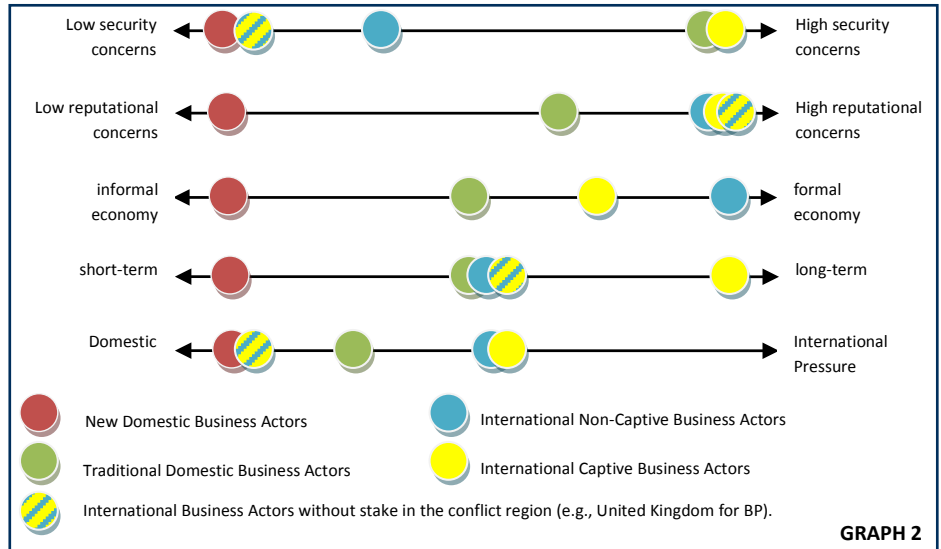 Low security
concerns
High security
concerns
Low reputational
concerns
High reputational
concerns
informal
economy
formal
economy
short-term
long-term
Domestic
International
Pressure
New Domestic Business Actors
International Non-Captive Business Actors
Traditional Domestic Business Actors
International Captive Business Actors
International Business Actors without stake in the conflict region (e.g., United Kingdom for BP).
GRAPH 2